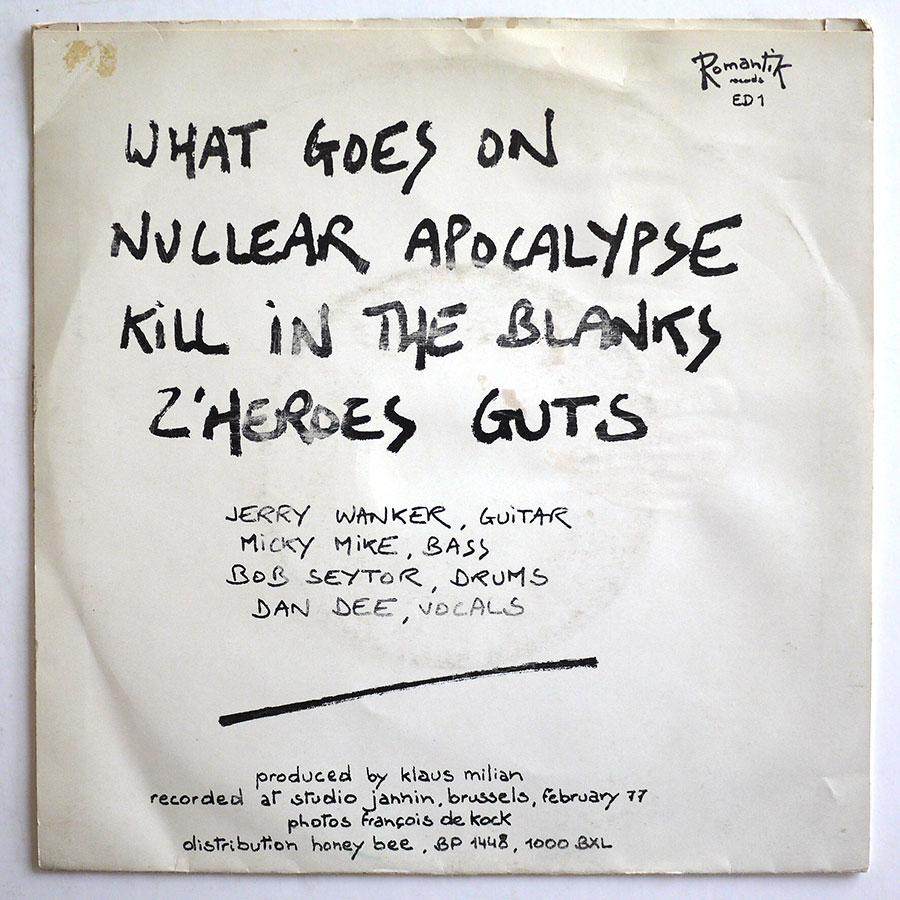 Romantik
records
ED 1
WHAT GOES ON
NUCLEAR APOCALYPSE
KiLL iN THE BLANKS
Z'HEROES GUTS
JERRY WANKER, GUiTAR
MiCKY MiKE, BASS
BOB SEYTOR, DRUMS
DAN DEE, VOCALS
produced by klaus milian
recorded at studio jannin, brussels, february 77
photos françois de kock
distribution honey bee, BP 1448, 1000 BXL